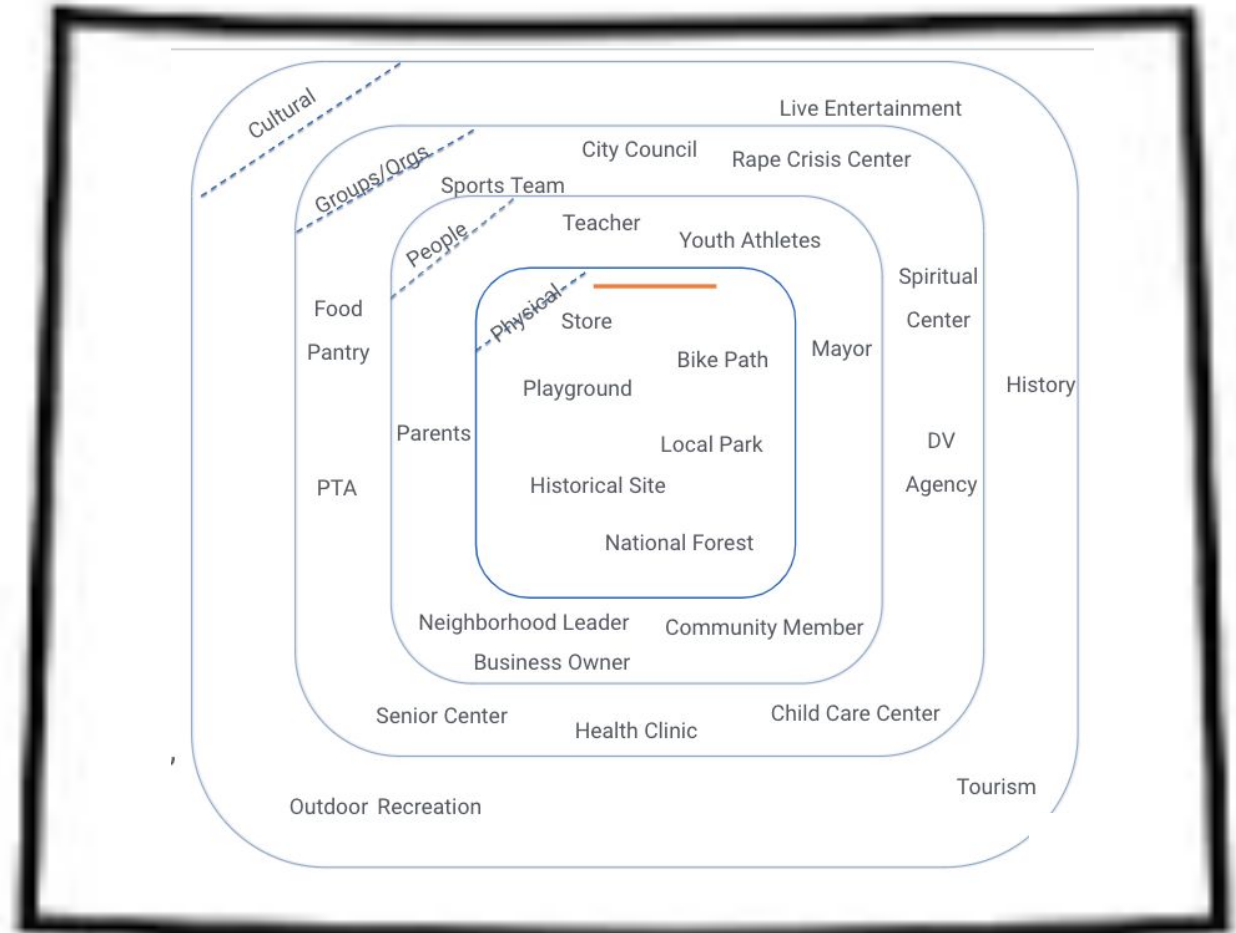 Cultural
Live Entertainment
Groups/Orgs
City Council
Rape Crisis Center
Sports Team
People
Teacher
Youth Athletes
Physical
Store
Bike Path
Playground
Local Park
Historical Site
National Forest
Food
Pantry
Parents
PTA
Mayor
Spiritual
Center
History
DV
Agency
Neighborhood Leader
Community Member
Business Owner
Senior Center
Health Clinic
Child Care Center
,
Outdoor Recreation
Tourism